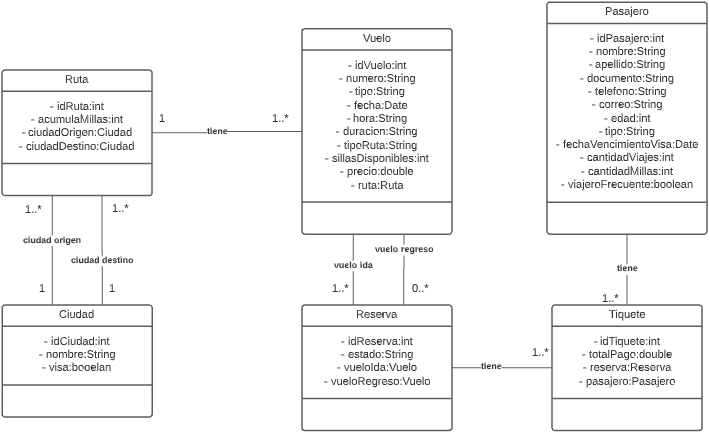 Ruta
- idRuta:int
- acumulaMillas:int
- ciudadOrigen:Ciudad
- ciudadDestino:Ciudad
1
tiene
1..*
Vuelo
- idVuelo:int
- numero:String
- tipo:String
- fecha:Date
- hora:String
- duracion:String
- tipoRuta:String
- sillasDisponibles:int
- precio:double
- ruta:Ruta
Pasajero
- idPasajero:int
- nombre:String
- apellido:String
- documento:String
- telefono:String
- correo:String
- edad:int
- tipo:String
- fechaVencimientoVisa:Date
- cantidadViajes:int
- cantidadMillas:int
- viajeroFrecuente:boolean
1..*
1..*
ciudad origen
ciudad destino
1
1
vuelo regreso
vuelo ida
1..*
0..*
tiene
1..*
Ciudad
- idCiudad:int
- nombre:String
- visa:booelan
Reserva
- idReserva:int
- estado:String
- vueloIda:Vuelo
- vueloRegreso:Vuelo
tiene
1..*
Tiquete
- idTiquete:int
- totalPago:double
- reserva:Reserva
- pasajero:Pasajero